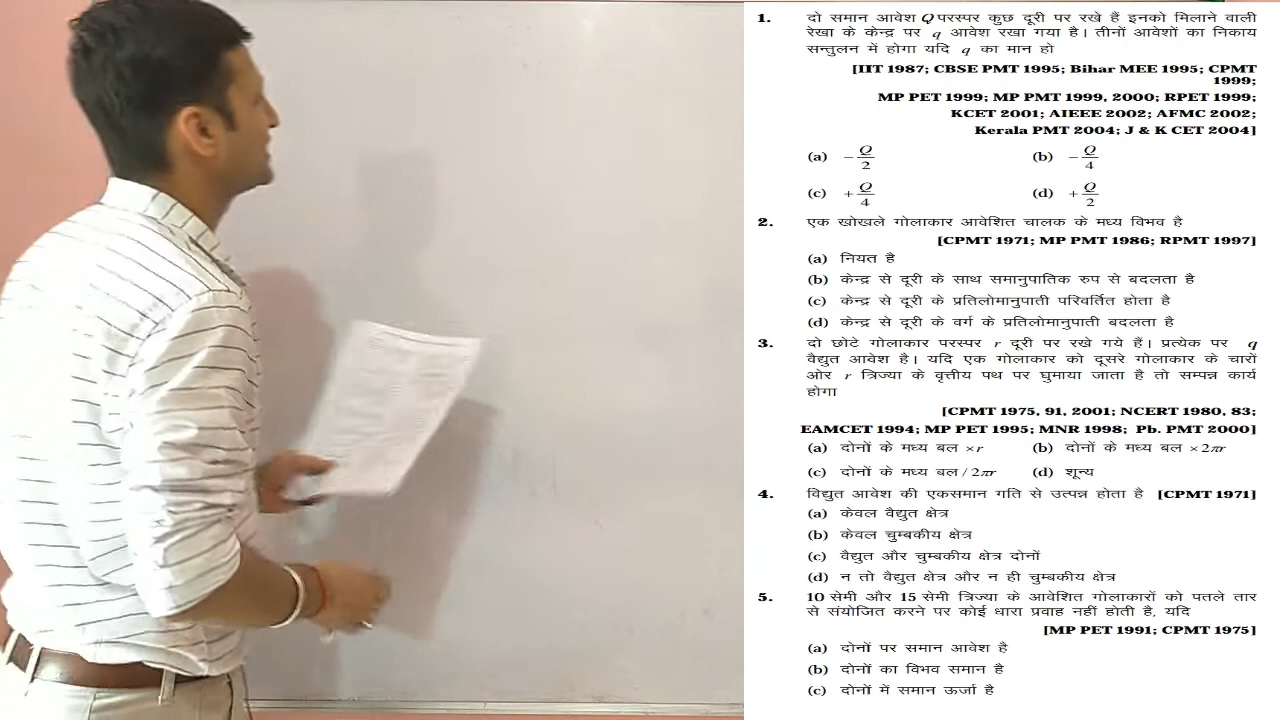 1. दो समान आवेश Q परस्पर कुछ दूरी पर रखे हैं इनको मिलाने वाली
रेखा के केन्द्र पर q आवेश रखा गया है। तीनों आवेशों का निकाय
सन्तुलन में होगा यदि q का मान हो
[IIT 1987; CBSE PMT 1995; Bihar MEE 1995; CPMT
1999;
MP PET 1999; MP PMT 1999, 2000; RPET 1999;
KCET 2001; AIEEE 2002; AFMC 2002;
Kerala PMT 2004; J & K CET 2004]
(a) −Q/2 (b) −Q/4
(c) +Q/4 (d) +Q/2
2. एक खोखले गोलाकार आवेशित चालक के मध्य विभव है
[CPMT 1971; MP PMT 1986; RPMT 1997]
(a) नियत है
(b) केन्द्र से दूरी के साथ समानुपातिक रुप से बदलता है
(c) केन्द्र से दूरी के प्रतिलोमानुपाती परिवर्तित होता है
(d) केन्द्र से दूरी के वर्ग के प्रतिलोमानुपाती बदलता है
3. दो छोटे गोलाकार परस्पर r दूरी पर रखे गये हैं। प्रत्येक पर q
वैद्युत आवेश है। यदि एक गोलाकार को दूसरे गोलाकार के चारों
ओर r त्रिज्या के वृत्तीय पथ पर घुमाया जाता है तो सम्पन्न कार्य
होगा
[CPMT 1975, 91, 2001; NCERT 1980, 83;
EAMCET 1994; MP PET 1995; MNR 1998; Pb. PMT 2000]
(a) दोनों के मध्य बल ×r (b) दोनों के मध्य बल ×2πr
(c) दोनों के मध्य बल / 2πr (d) शून्य
4. विद्युत आवेश की एकसमान गति से उत्पन्न होता है [CPMT 1971]
(a) केवल वैद्युत क्षेत्र
(b) केवल चुम्बकीय क्षेत्र
(c) वैद्युत और चुम्बकीय क्षेत्र दोनों
(d) न तो वैद्युत क्षेत्र और न ही चुम्बकीय क्षेत्र
5. 10 सेमी और 15 सेमी त्रिज्या के आवेशित गोलाकारों को पतले तार
से संयोजित करने पर कोई धारा प्रवाह नहीं होती है, यदि
[MP PET 1991; CPMT 1975]
(a) दोनों पर समान आवेश है
(b) दोनों का विभव समान है
(c) दोनों में समान ऊर्जा है